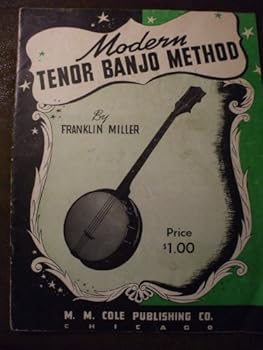 Modern
TENOR BANJO METHOD
By
FRANKLIN MILLER
Price
$1.00
M. M. COLE PUBLISHING CO.
CHICAGO